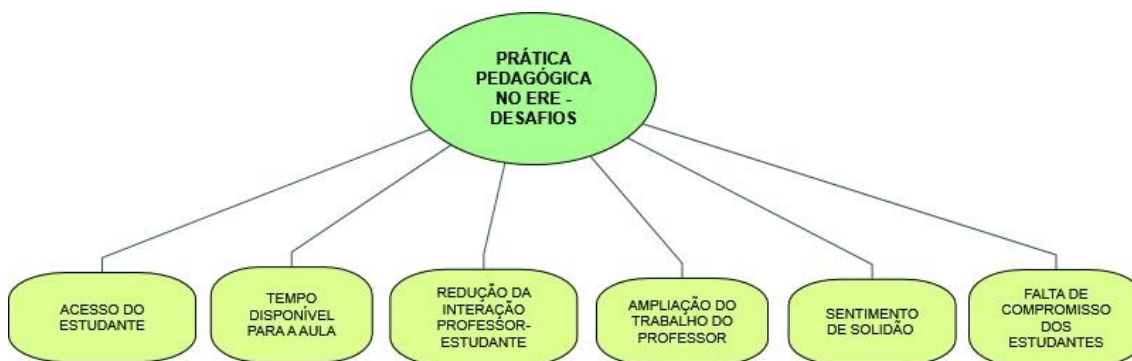 PRÁTICA
PEDAGÓGICA
NO ERE -
DESAFIOS
ACESSO DO
ESTUDANTE
TEMPO
DISPONÍVEL
PARA A AULA
REDUÇÃO DA
INTERAÇÃO
PROFESSOR-
ESTUDANTE
AMPLIAÇÃO DO
TRABALHO DO
PROFESSOR
SENTIMENTO
DE SOLIDÃO
FALTA DE
COMPROMISSO
DOS
ESTUDANTES